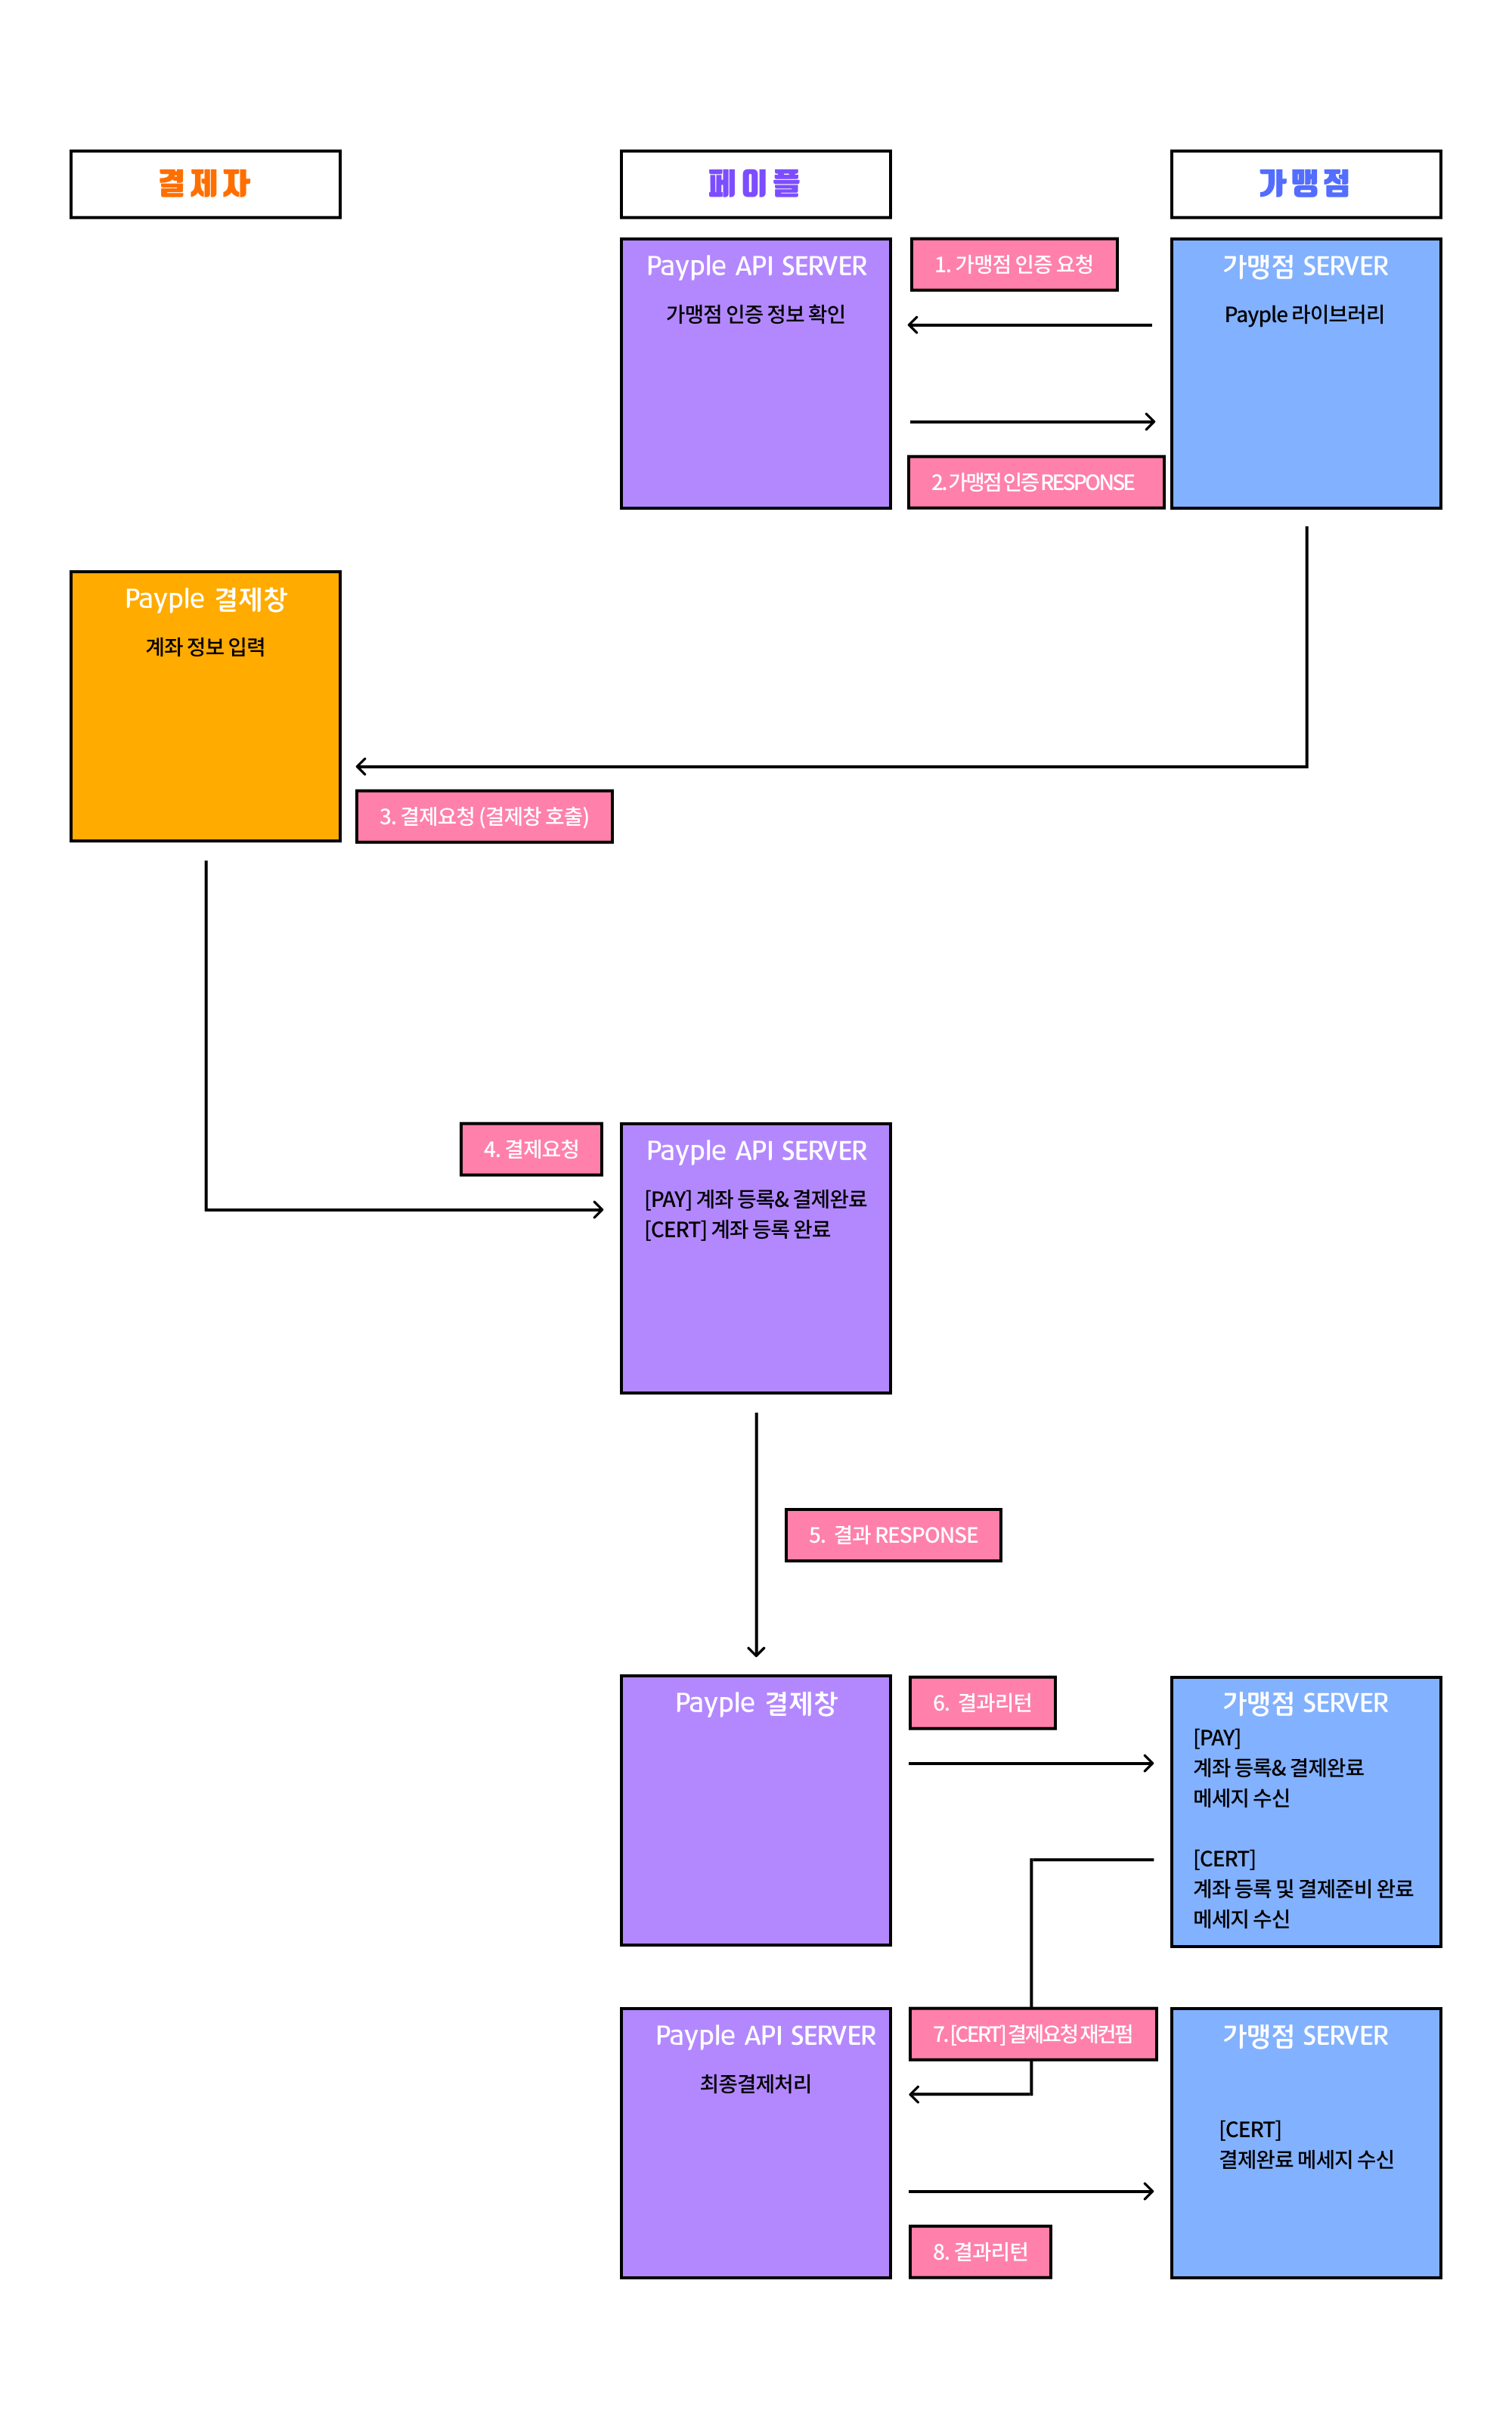 결제자
페이플
가맹점
Payple API SERVER
가맹점 인증 정보 확인
1. 가맹점 인증 요청
가맹점 SERVER
Payple 라이브러리
2. 가맹점 인증 RESPONSE
Payple 결제창
계좌 정보 입력
3. 결제요청 (결제창 호출)
4. 결제요청
Payple API SERVER
[PAY] 계좌 등록& 결제완료
[CERT] 계좌 등록 완료
5. 결과 RESPONSE
Payple 결제창
6. 결과리턴
가맹점 SERVER
[PAY]
계좌 등록& 결제완료
메세지 수신
[CERT]
계좌 등록 및 결제준비 완료
메세지 수신
Payple API SERVER
최종결제처리
7. [CERT] 결제요청 재컨펌
가맹점 SERVER
[CERT]
결제완료 메세지 수신
8. 결과리턴